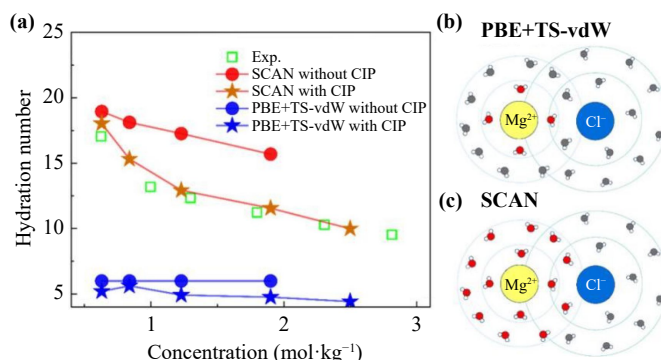 (a)
25
20
15
10
5
Hydration number
Exp.
SCAN without CIP
SCAN with CIP
PBE+TS-vdW without CIP
PBE+TS-vdW with CIP
1
2
3
Concentration (mol·kg⁻¹)
(b)
PBE+TS-vdW
Mg²⁺
Cl⁻
(c)
SCAN
Mg²⁺
Cl⁻